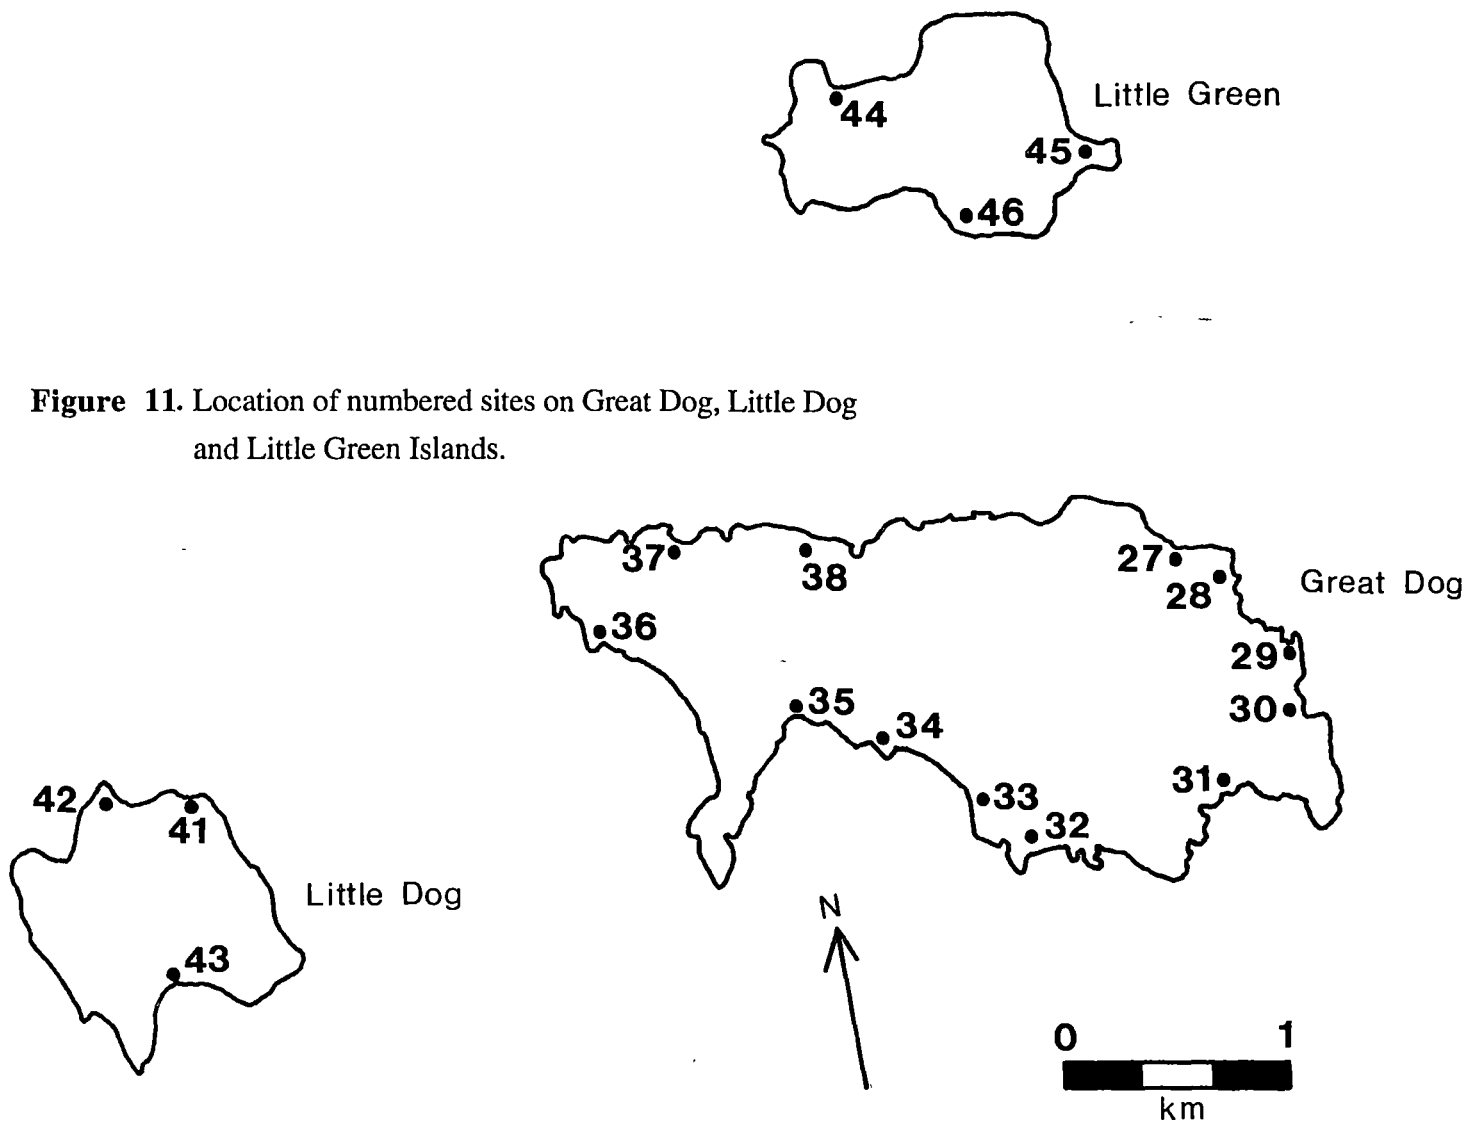 Little Green
44
45
46
Figure 11. Location of numbered sites on Great Dog, Little Dog
and Little Green Islands.
37
38
27
28
Great Dog
36
29
35
34
30
31
33
32
42
41
Little Dog
43
N
0 1
km